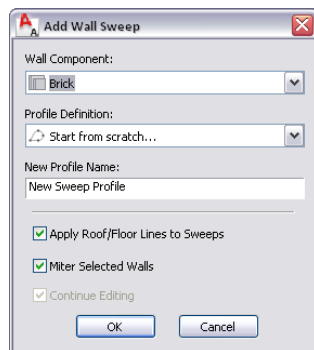 Add Wall Sweep
Wall Component:
Brick
Profile Definition:
Start from scratch...
New Profile Name:
New Sweep Profile
Apply Roof/Floor Lines to Sweeps
Miter Selected Walls
Continue Editing
OK
Cancel